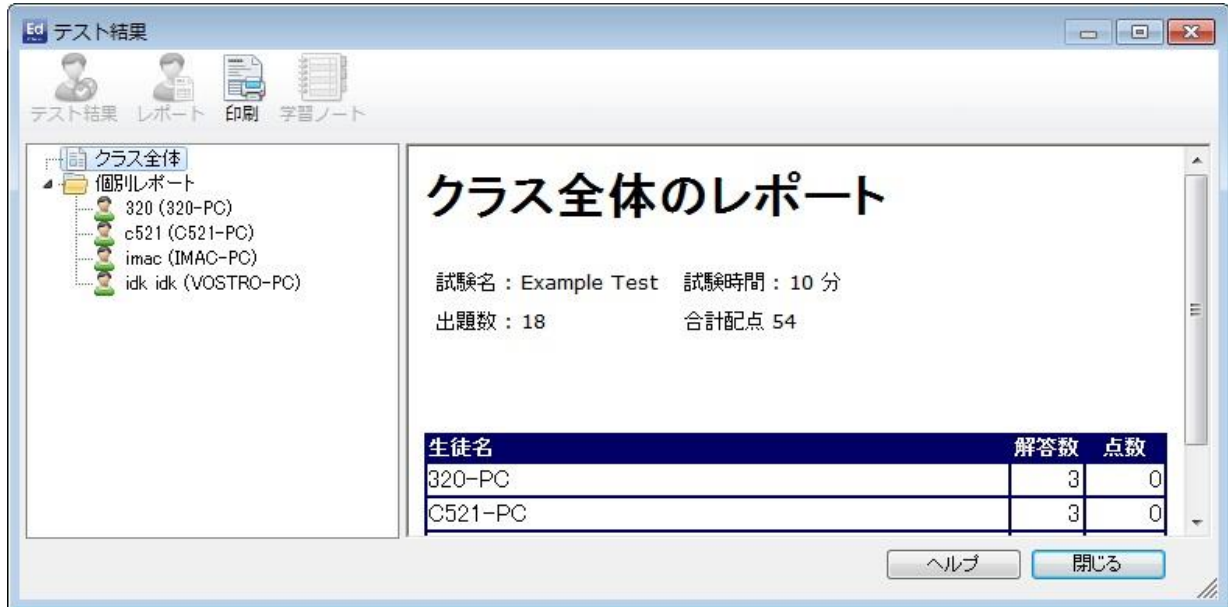 Ed テスト結果
テスト結果 レポート 印刷 学習ノート
クラス全体
個別レポート
320 (320-PC)
c521 (C521-PC)
imac (IMAC-PC)
idk idk (VOSTRO-PC)
クラス全体のレポート
試験名 : Example Test 試験時間 : 10 分
出題数 : 18 合計配点 54
生徒名 解答数 点数
320-PC 3 0
C521-PC 3 0
ヘルプ 閉じる